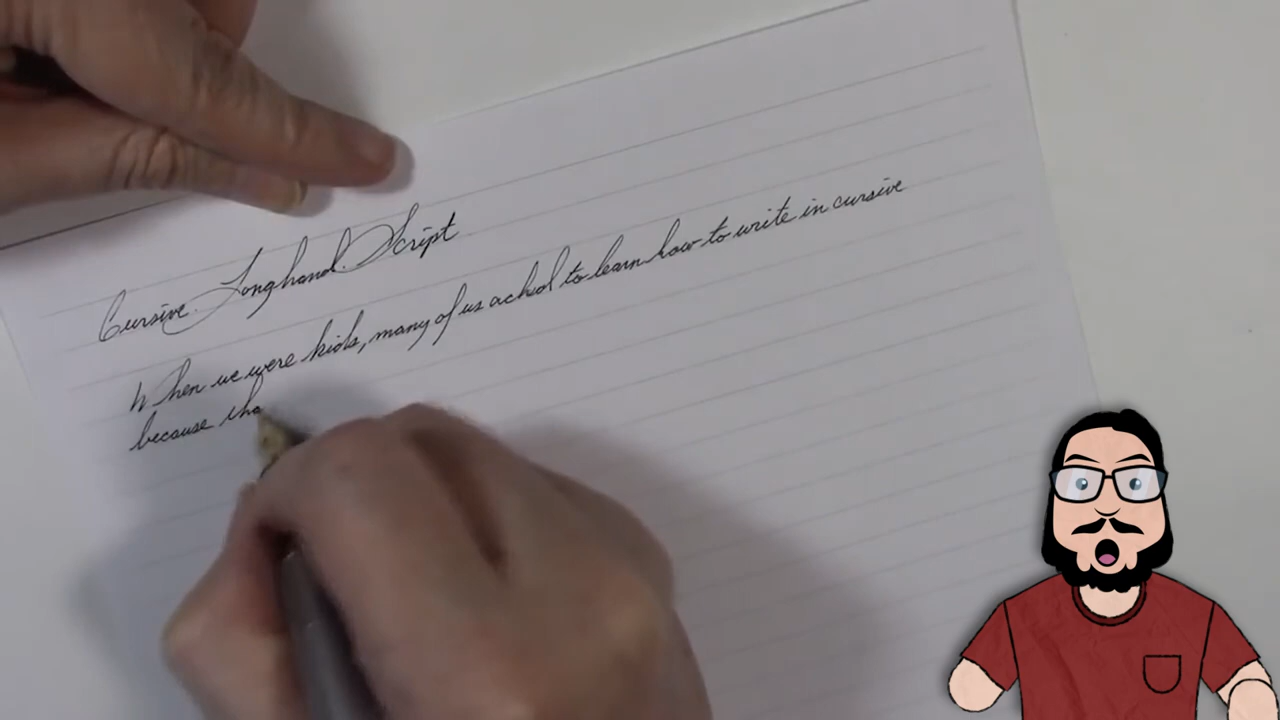 Cursive Longhand Script
When we were kids, many of us ached to learn how to write in cursive
because tha